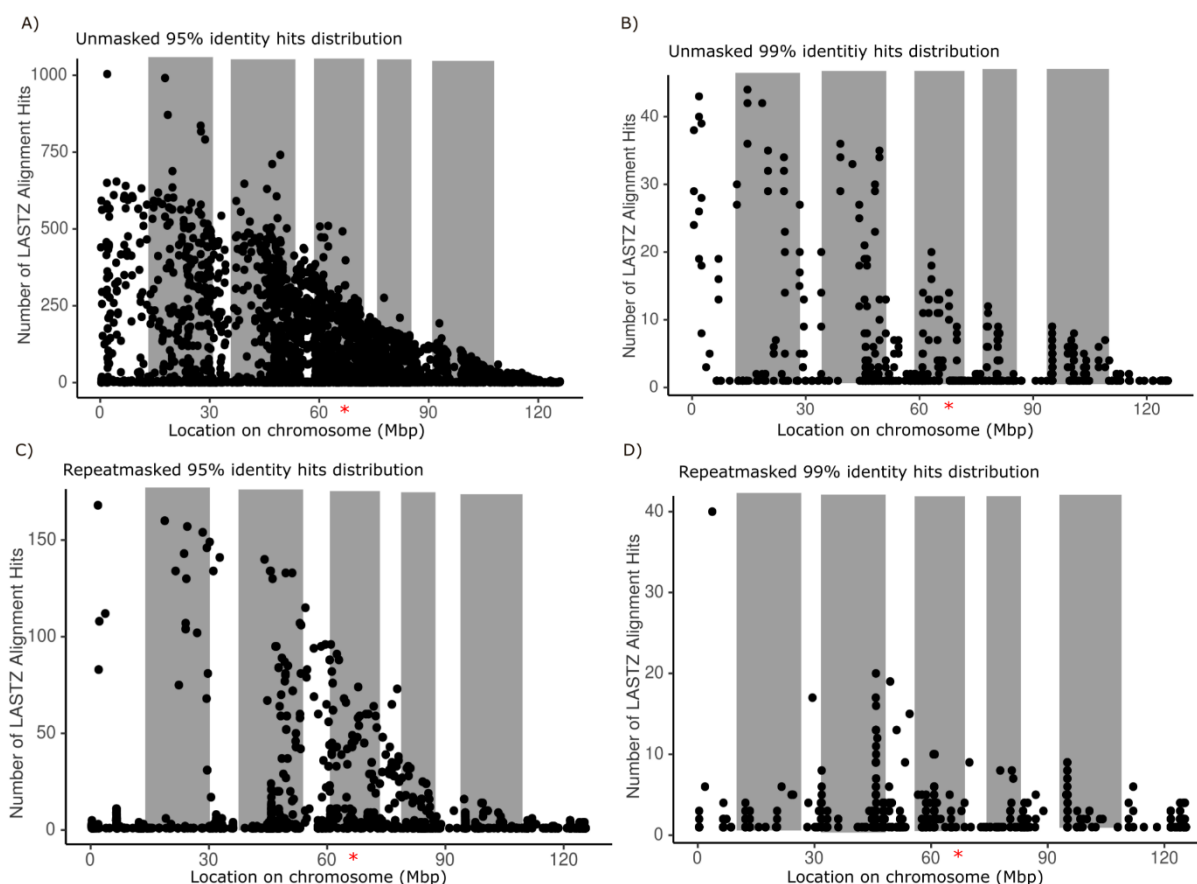 A)
Unmasked 95% identity hits distribution
Number of LASTZ Alignment Hits
1000
750
500
250
0
0 30 60 * 90 120
Location on chromosome (Mbp)
B)
Unmasked 99% identitiy hits distribution
Number of LASTZ Alignment Hits
40
30
20
10
0
0 30 60 * 90 120
Location on chromosome (Mbp)
C)
Repeatmasked 95% identity hits distribution
Number of LASTZ Alignment Hits
150
100
50
0
0 30 60 * 90 120
Location on chromosome (Mbp)
D)
Repeatmasked 99% identity hits distribution
Number of LASTZ Alignment Hits
40
30
20
10
0
0 30 60 * 90 120
Location on chromosome (Mbp)